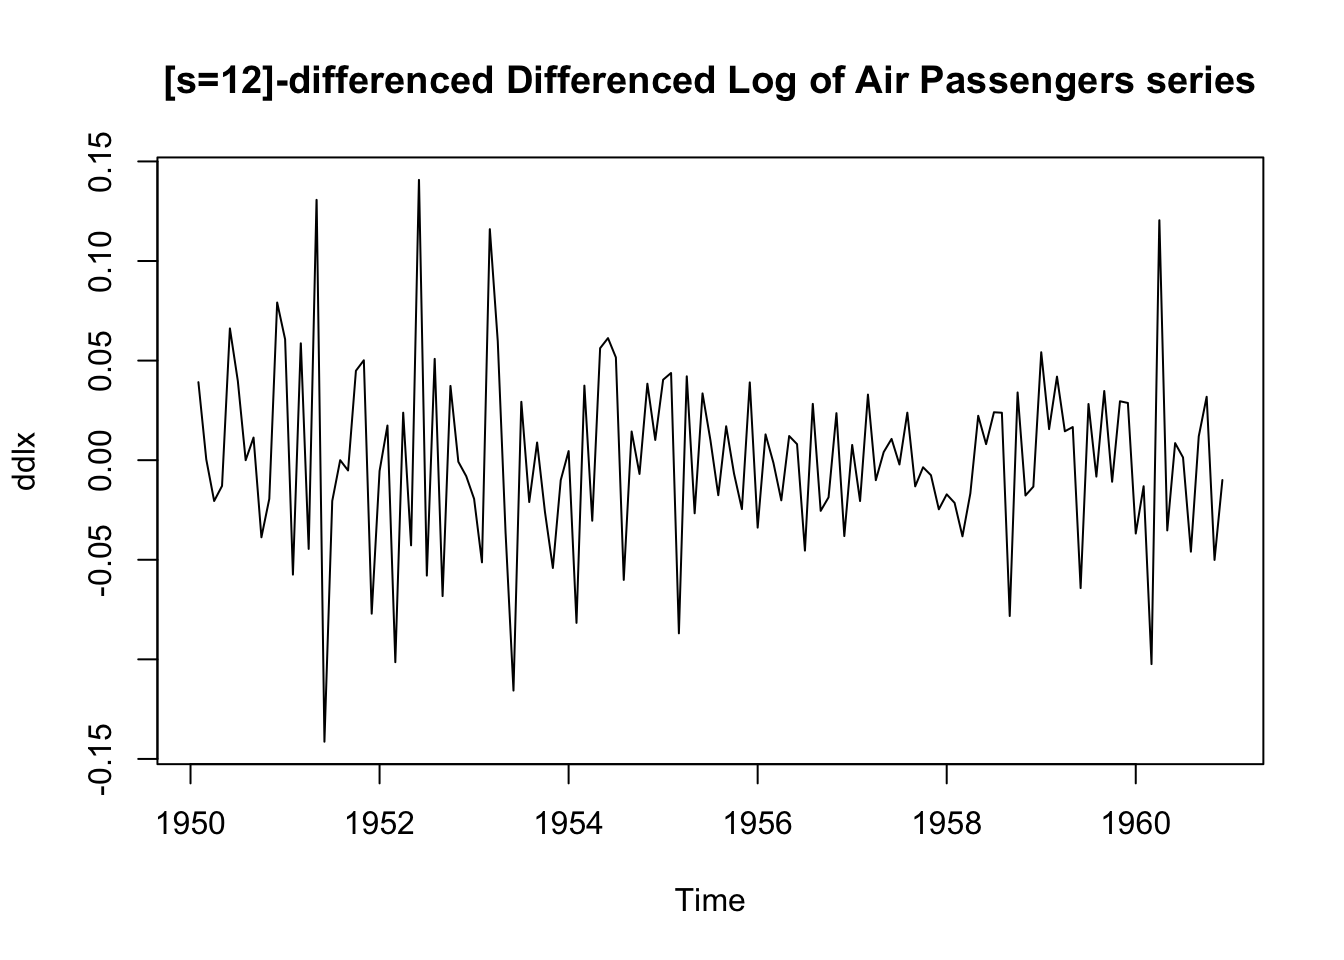 [s=12]-differenced Differenced Log of Air Passengers series
ddlx
0.15
0.10
0.05
0.00
-0.05
-0.15
1950 1952 1954 1956 1958 1960
Time